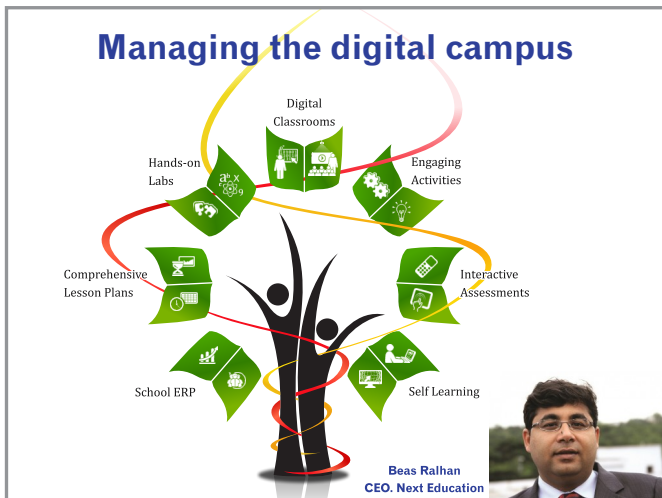 Managing the digital campus
Digital
Classrooms
Hands-on
Labs
Engaging
Activities
Comprehensive
Lesson Plans
Interactive
Assessments
School ERP
Self Learning
Beas Ralhan
CEO. Next Education